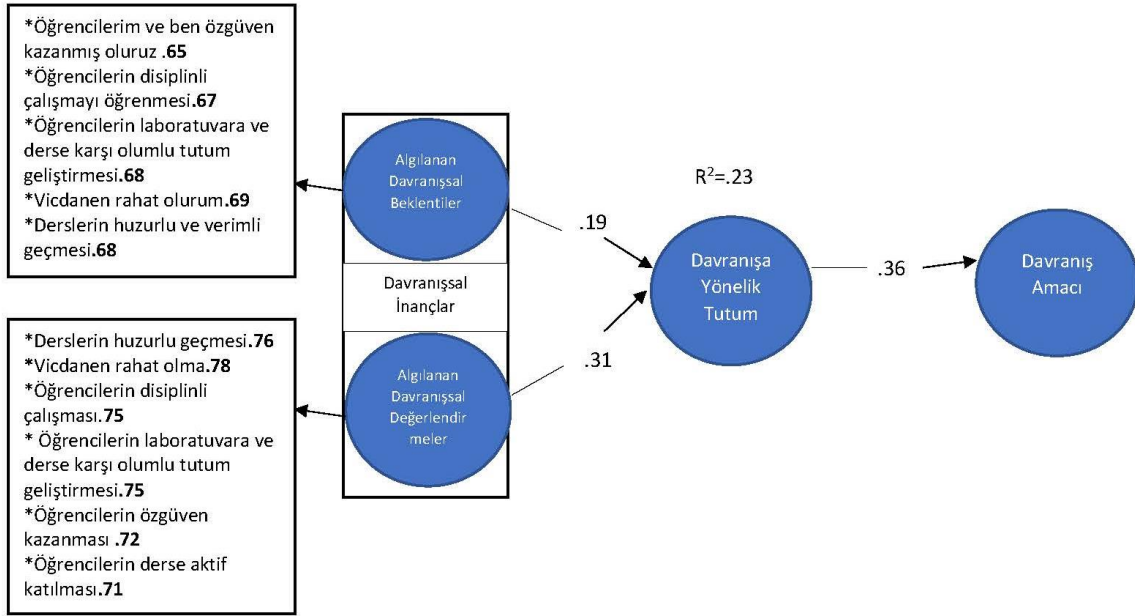 *Öğrencilerim ve ben özgüven
kazanmış oluruz .65
*Öğrencilerin disiplinli
çalışmayı öğrenmesi.67
*Öğrencilerin laboratuvara ve
derse karşı olumlu tutum
geliştirmesi.68
*Vicdanen rahat olurum.69
*Derslerin huzurlu ve verimli
geçmesi.68
*Derslerin huzurlu geçmesi.76
*Vicdanen rahat olma.78
*Öğrencilerin disiplinli
çalışması.75
* Öğrencilerin laboratuvara ve
derse karşı olumlu tutum
geliştirmesi.75
*Öğrencilerin özgüven
kazanması .72
*Öğrencilerin derse aktif
katılması.71
Algılanan
Davranışsal
Beklentiler
Davranışsal
İnançlar
Algılanan
Davranışsal
Değerlendir
meler
.19
.31
R²=.23
Davranışa
Yönelik
Tutum
.36
Davranış
Amacı